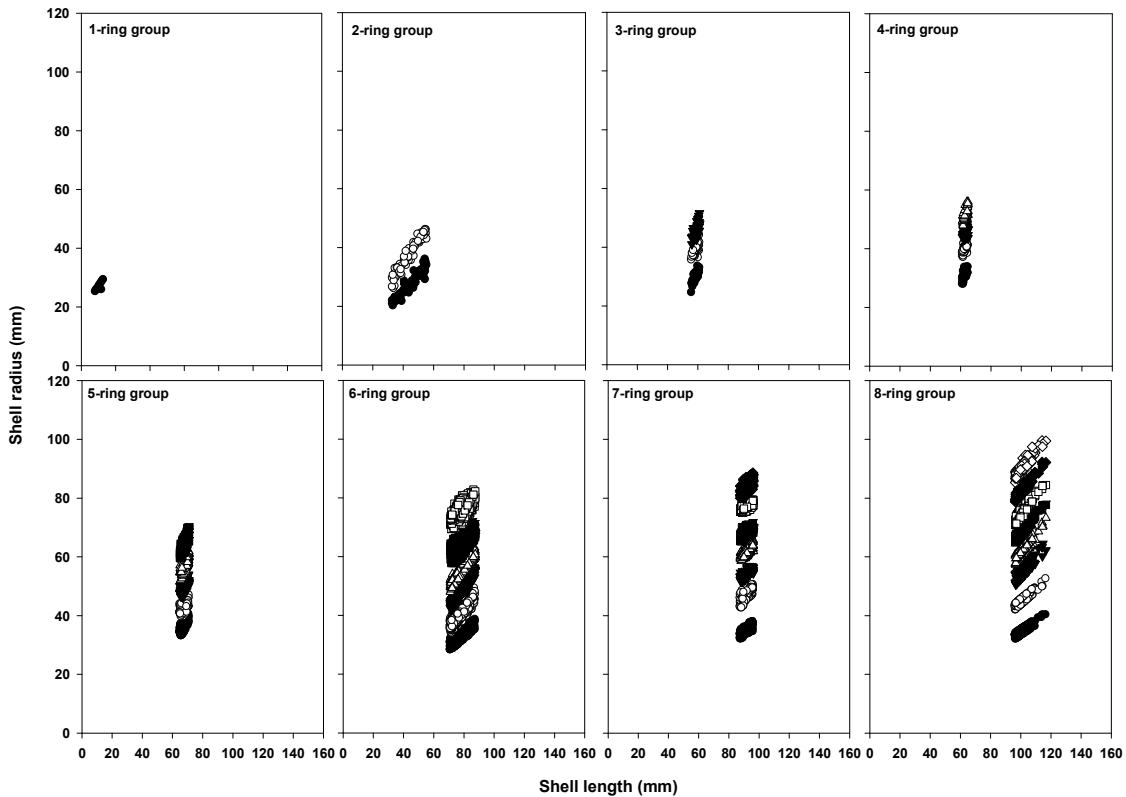 120 100 80 60 40 20 0
1-ring group
2-ring group
3-ring group
4-ring group
Shell radius (mm)
120 100 80 60 40 20 0
5-ring group
6-ring group
7-ring group
8-ring group
0 20 40 60 80 100 120 140 160 0 20 40 60 80 100 120 140 160 0 20 40 60 80 100 120 140 160 0 20 40 60 80 100 120 140 160
Shell length (mm)